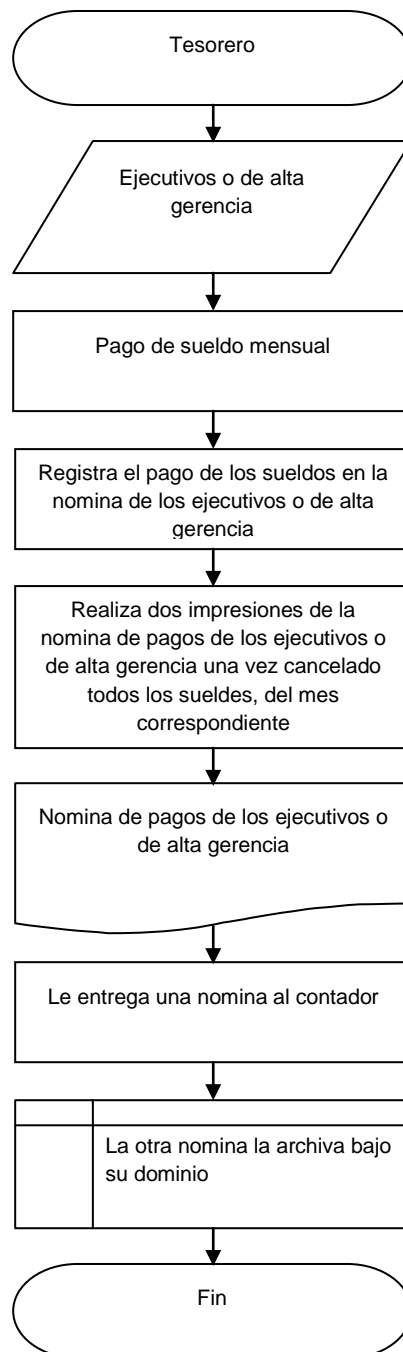 Tesorero
Ejecutivos o de alta
gerencia
Pago de sueldo mensual
Registra el pago de los sueldos en la
nomina de los ejecutivos o de alta
gerencia
Realiza dos impresiones de la
nomina de pagos de los ejecutivos o
de alta gerencia una vez cancelado
todos los sueldes, del mes
correspondiente
Nomina de pagos de los ejecutivos o
de alta gerencia
Le entrega una nomina al contador
La otra nomina la archiva bajo
su dominio
Fin